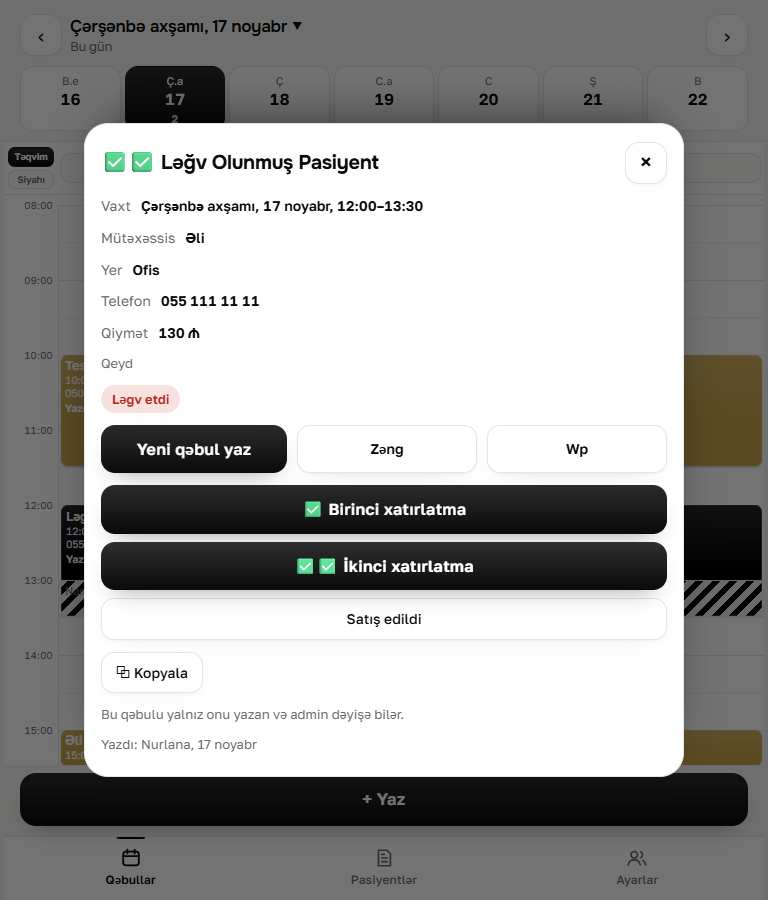 ‹
Çərşənbə axşamı, 17 noyabr ▼
Bu gün
›
B.e
16
Ç.a
17
2
Ç
18
C.a
19
C
20
Ş
21
B
22
Təqvim
Siyahı
08:00
09:00
10:00
11:00
12:00
13:00
14:00
15:00
✅ ✅ Ləğv Olunmuş Pasiyent
×
Vaxt Çərşənbə axşamı, 17 noyabr, 12:00–13:30
Mütəxəssis Əli
Yer Ofis
Telefon 055 111 11 11
Qiymət 130 ₼
Qeyd
Ləgv etdi
Yeni qəbul yaz
Zəng
Wp
✅ Birinci xatırlatma
✅ ✅ İkinci xatırlatma
Satış edildi
Kopyala
Bu qəbulu yalnız onu yazan və admin dəyişə bilər.
Yazdı: Nurlana, 17 noyabr
+ Yaz
Qəbullar
Pasiyentlər
Ayarlar